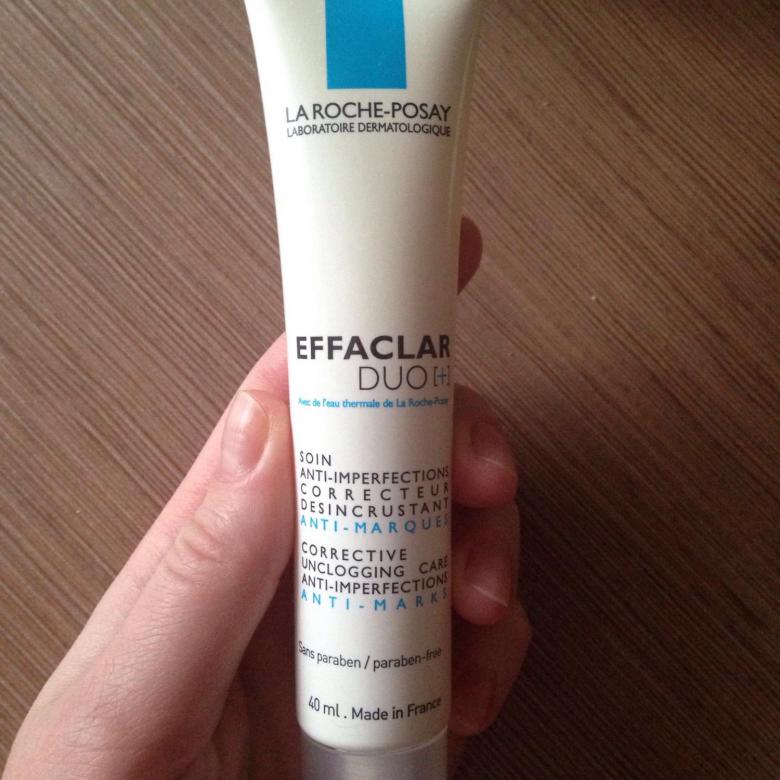 LA ROCHE-POSAY
LABORATOIRE DERMATOLOGIQUE
EFFACLAR
DUO [+]
Avec de l'eau thermale de La Roche-Posay
SOIN
ANTI-IMPERFECTIONS
CORRECTEUR
DESINCRUSTANT
ANTI-MARQUES
CORRECTIVE
UNCLOGGING CARE
ANTI-IMPERFECTIONS
ANTI-MARKS
Sans paraben / paraben-free
40 ml . Made in France